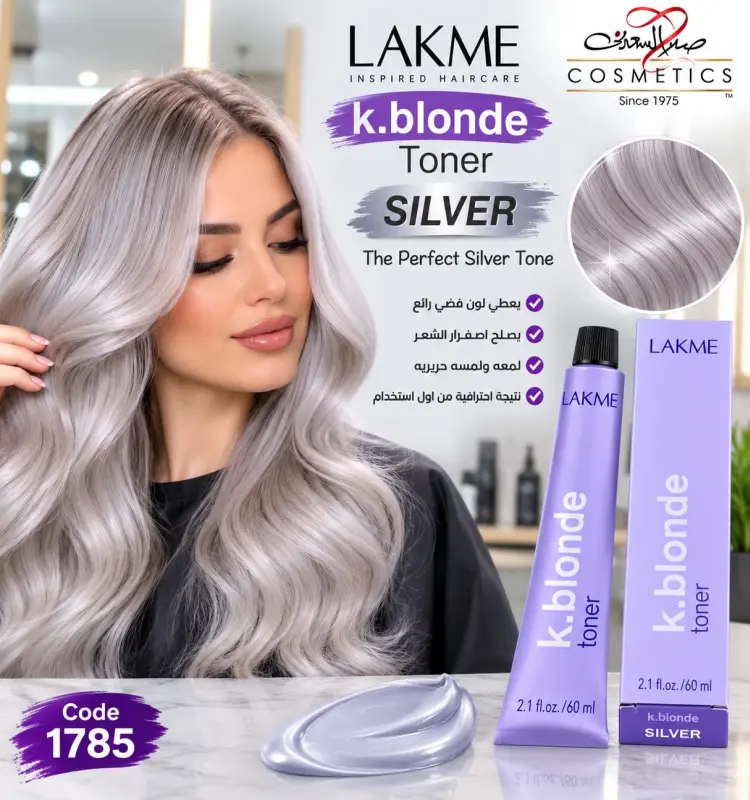 LAKME
INSPIRED HAIRCARE
COSMETICS
TM
Since 1975
k.blonde
Toner
SILVER
The Perfect Silver Tone
يعطي لون فضي رائع
يصلح اصفرار الشعر
لمعه ولمسه حريريه
نتيجة احترافية من اول استخدام
LAKME
k.blonde
toner
2.1 fl.oz./60 ml
LAKME
k.blonde
toner
2.1 fl.oz./60 ml
k.blonde
SILVER
Code
1785